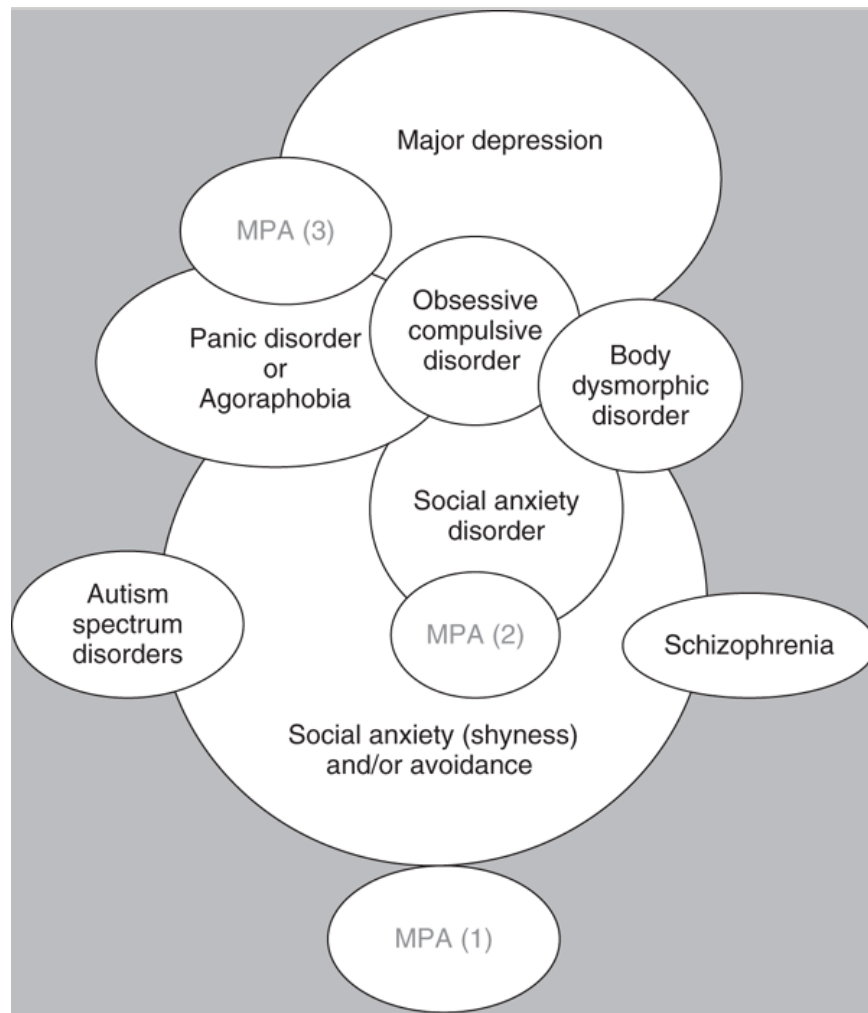 Major depression
MPA (3)
Obsessive
compulsive
disorder
Panic disorder
or
Agoraphobia
Body
dysmorphic
disorder
Social anxiety
disorder
Autism
spectrum
disorders
MPA (2)
Schizophrenia
Social anxiety (shyness)
and/or avoidance
MPA (1)